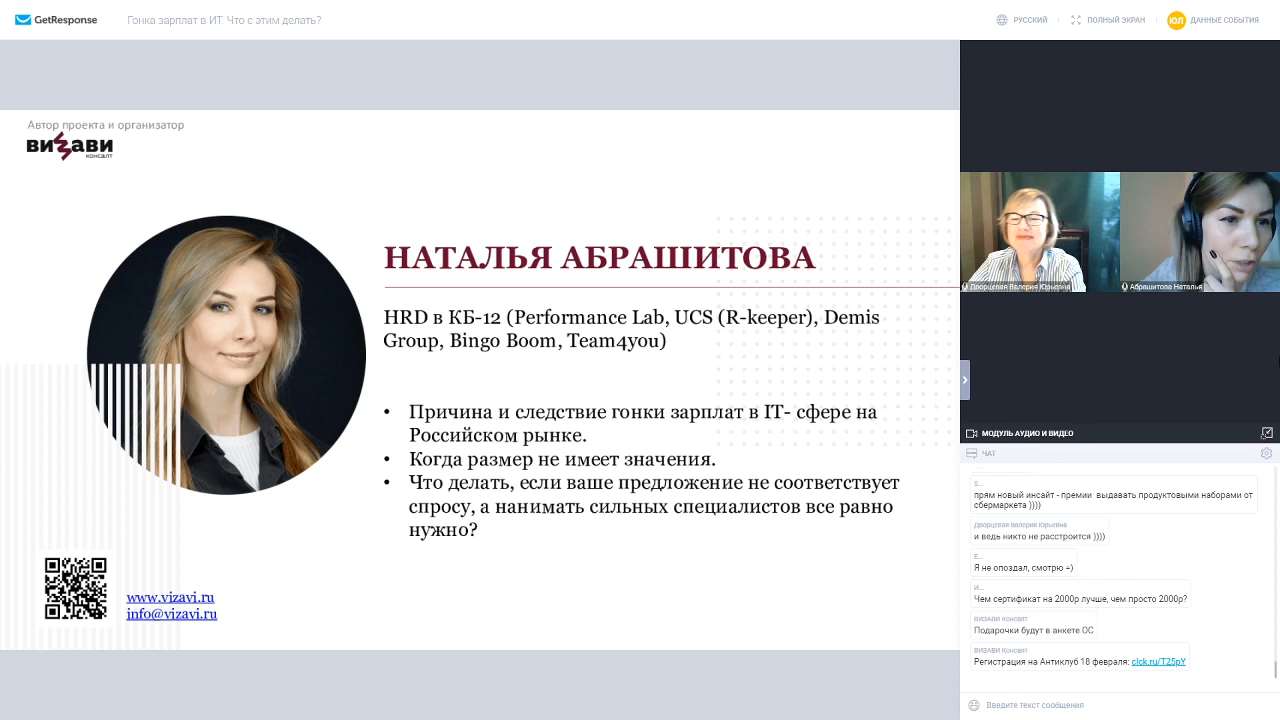 GetResponse
Гонка зарплат в ИТ. Что с этим делать?
РУССКИЙ
ПОЛНЫЙ ЭКРАН
ЮЛ
ДАННЫЕ СОБЫТИЯ
Автор проекта и организатор
ВИЗАВИ
КОНСАЛТ
НАТАЛЬЯ АБРАШИТОВА
HRD в КБ-12 (Performance Lab, UCS (R-keeper), Demis
Group, Bingo Boom, Team4you)
• Причина и следствие гонки зарплат в IT- сфере на
Российском рынке.
• Когда размер не имеет значения.
• Что делать, если ваше предложение не соответствует
спросу, а нанимать сильных специалистов все равно
нужно?
www.vizavi.ru
info@vizavi.ru
Дворцевая Валерия Юрьевна
Абрашитова Наталья
МОДУЛЬ АУДИО И ВИДЕО
ЧАТ
S...
прям новый инсайт - премии выдавать продуктовыми наборами от
сбермаркета ))))
Дворцевая Валерия Юрьевна
и ведь никто не расстроится ))))
Е...
Я не опоздал, смотрю =)
И...
Чем сертификат на 2000р лучше, чем просто 2000р?
ВИЗАВИ Консалт
Подарочки будут в анкете ОС
ВИЗАВИ Консалт
Регистрация на Антиклуб 18 февраля: clck.ru/T25pY
Введите текст сообщения